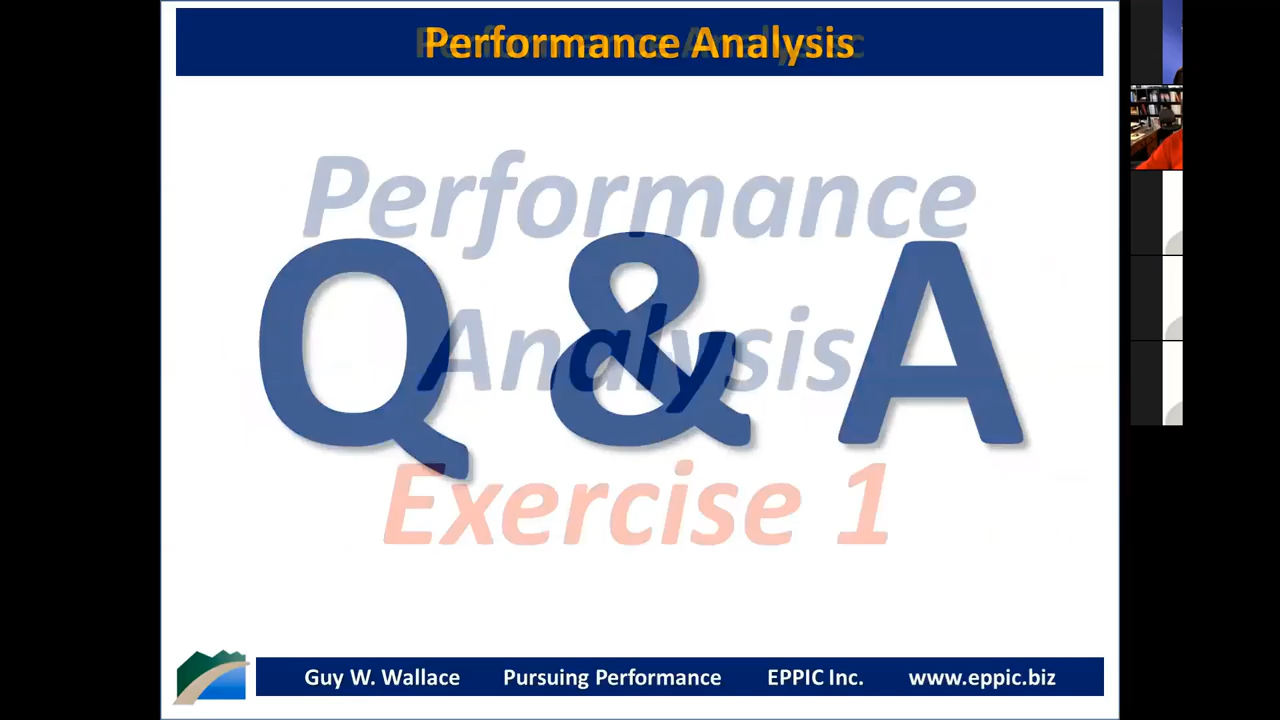 Performance Analysis
Performance
Q & A
Analysis
Exercise 1
Guy W. Wallace Pursuing Performance EPPIC Inc. www.eppic.biz